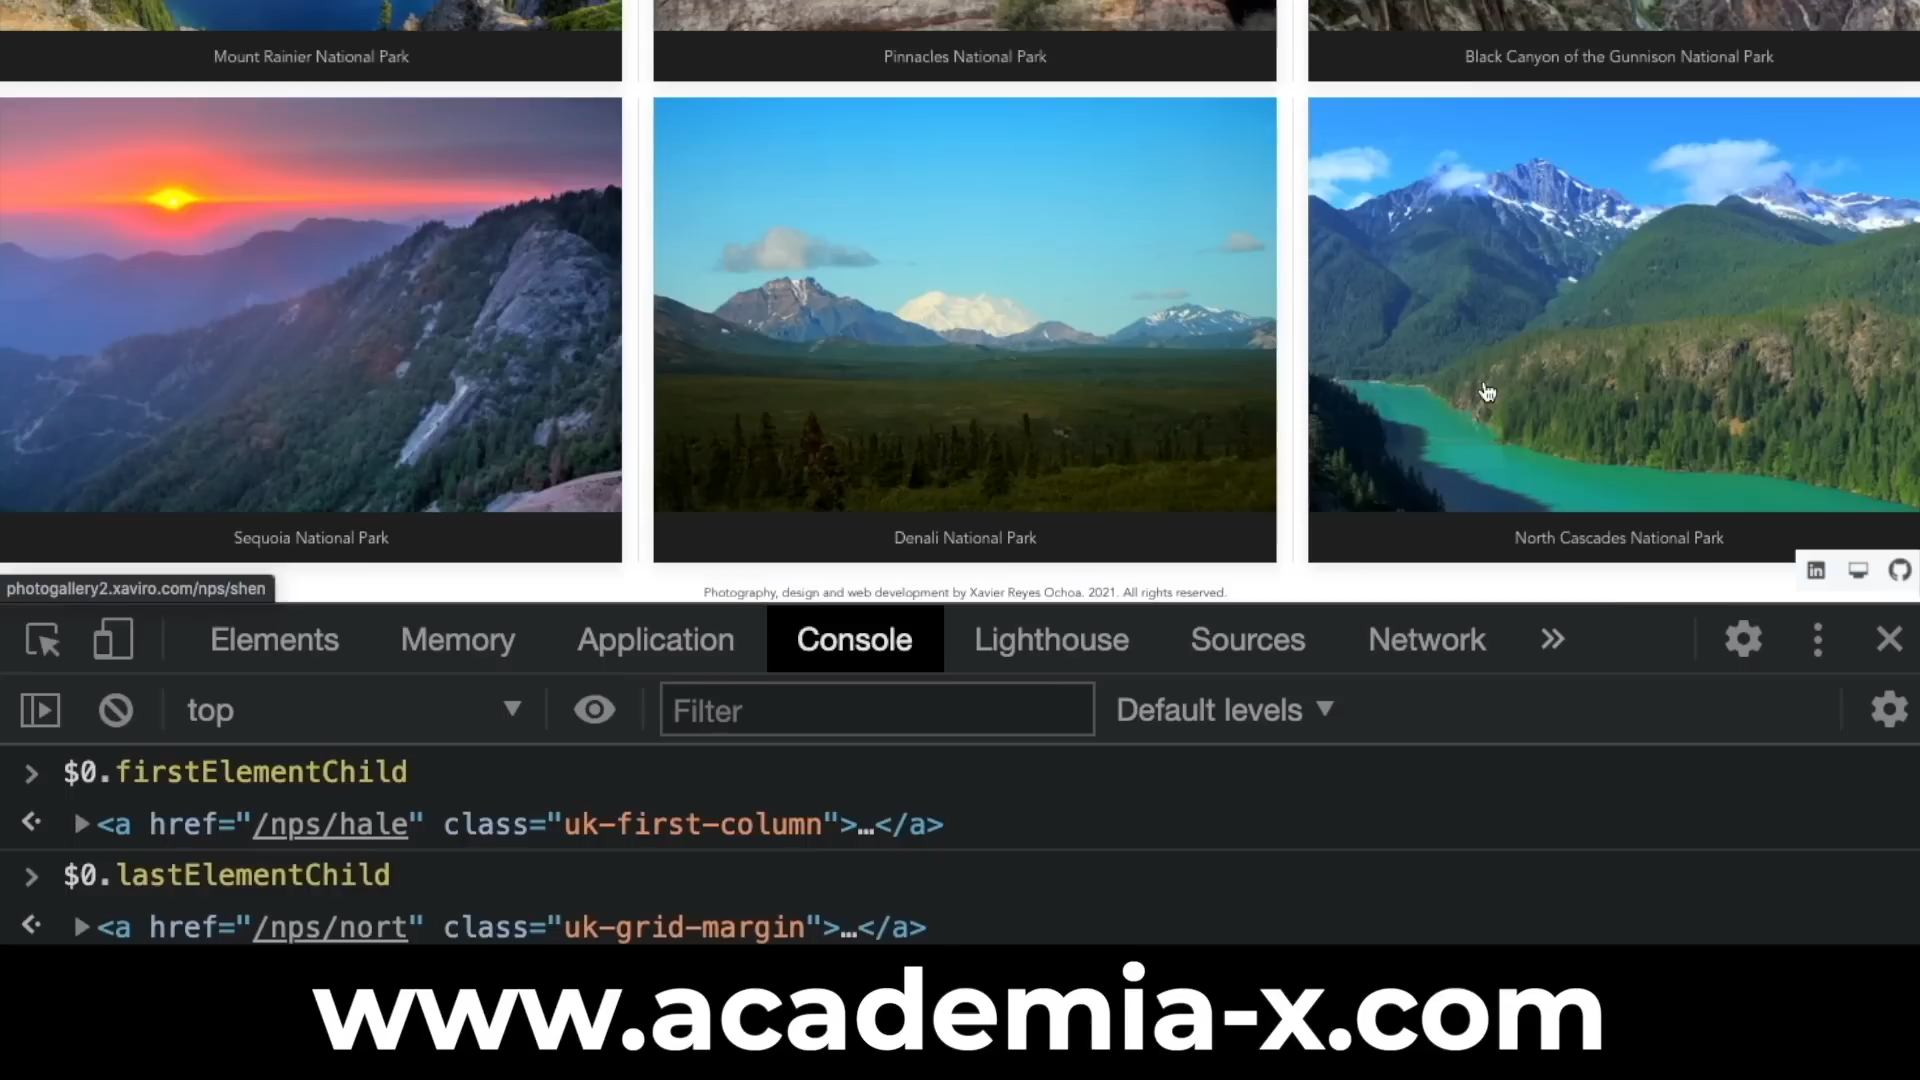 Mount Rainier National Park
Pinnacles National Park
Black Canyon of the Gunnison National Park
Sequoia National Park
Denali National Park
North Cascades National Park
photogallery2.xaviro.com/nps/shen
Photography, design and web development by Xavier Reyes Ochoa. 2021. All rights reserved.
Elements Memory Application Console Lighthouse Sources Network »
top Filter Default levels
> $0.firstElementChild
<a href="/nps/hale" class="uk-first-column">…</a>
> $0.lastElementChild
<a href="/nps/nort" class="uk-grid-margin">…</a>
www.academia-x.com